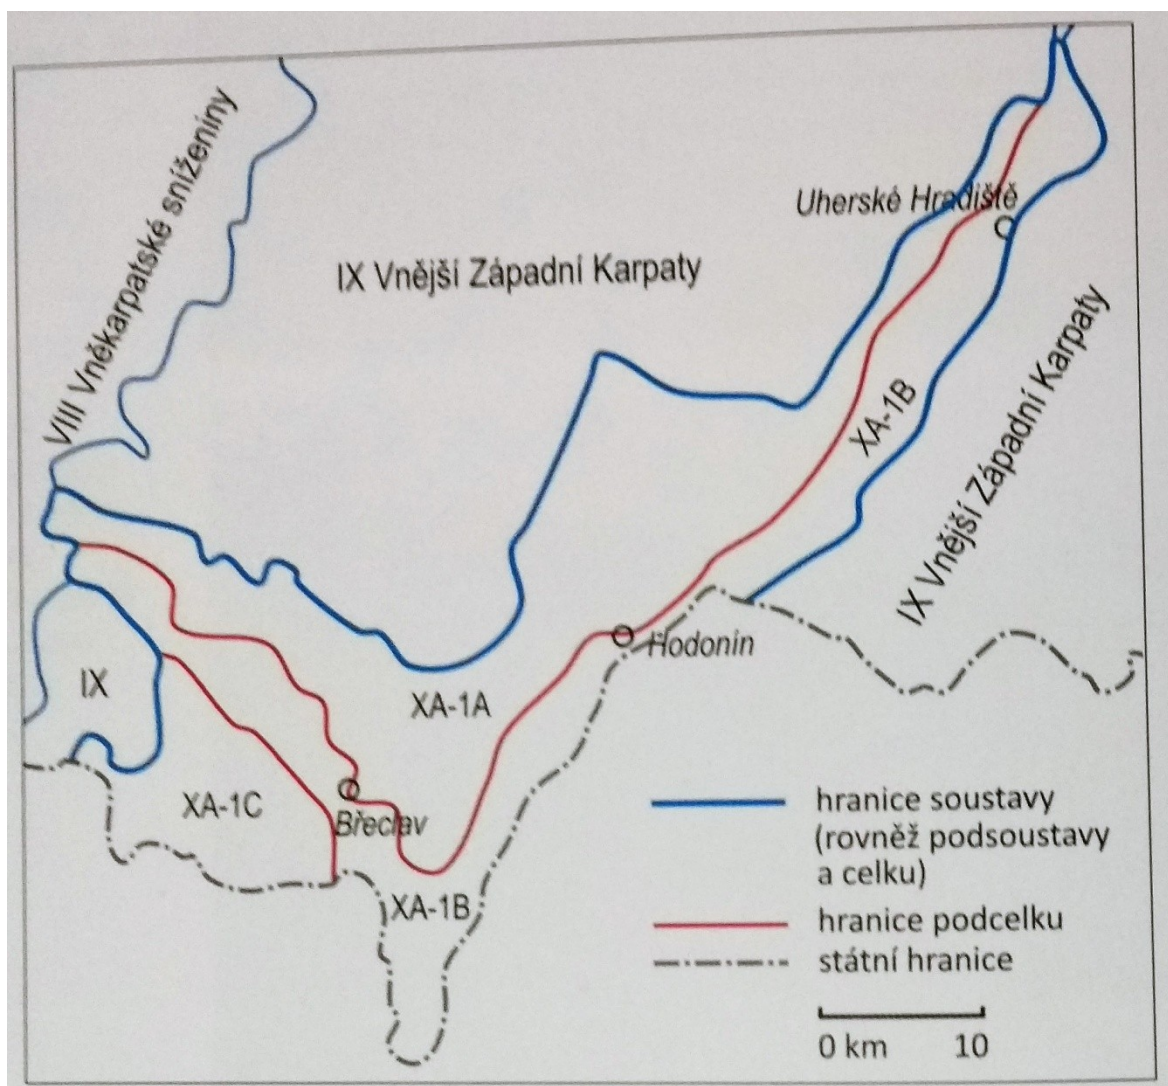 VIII Vněkarpatské sníženiny
IX Vnější Západní Karpaty
Uherské Hradiště
XA-1B
IX Vnější Západní Karpaty
Hodonín
IX
XA-1A
XA-1C
Břeclav
XA-1B
hranice soustavy
(rovněž podsoustavy
a celku)
hranice podcelku
státní hranice
0 km 10